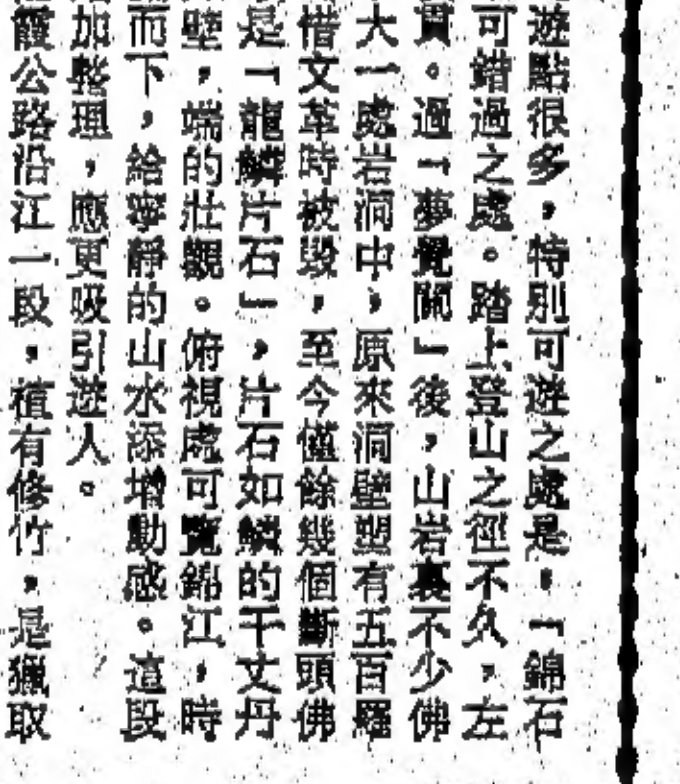 遊點很多，特別可遊之處是，「錦石
可錯過之處。踏上登山之徑不久，左
貫。過「夢覺關」後，山岩裏不少佛
大一處岩洞中，原來洞壁塑有五百羅
惜文革時被毀，至今僅餘幾個斷頭佛
是「龍鱗片石」，片石如鱗的千丈丹
壁，端的壯觀。俯視處可覽錦江，時
而下，給寧靜的山水添增動感。這段
加整理，應更吸引遊人。
霞公路沿江一段，植有修竹，是獵取